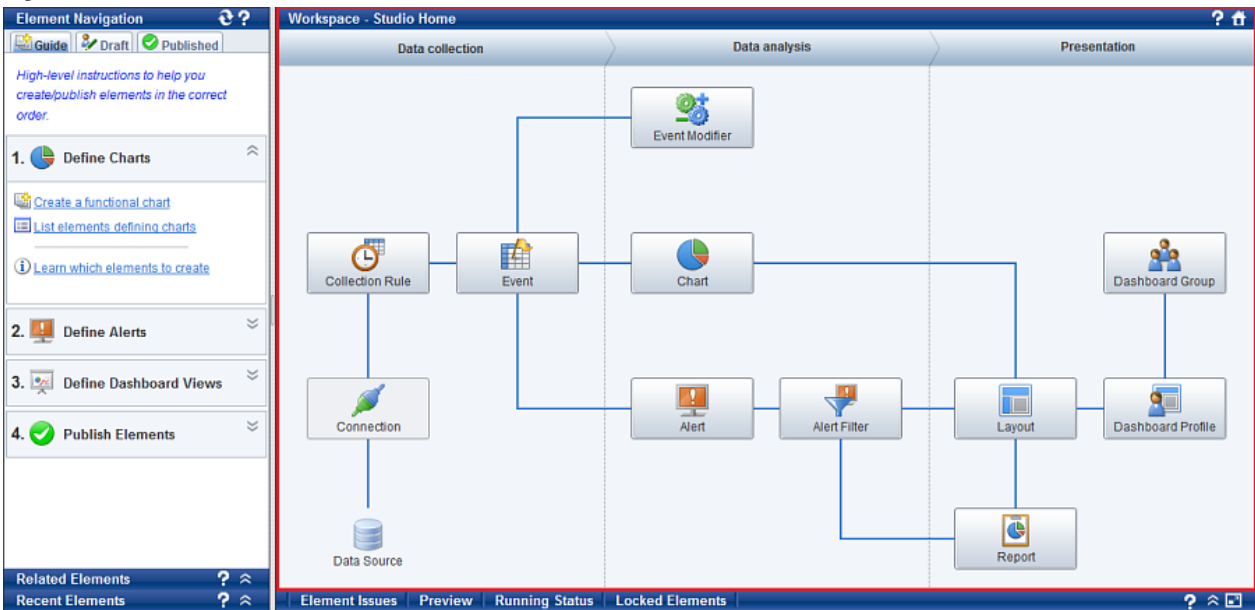 Element Navigation
?
Guide
Draft
Published
High-level instructions to help you
create/publish elements in the correct
order.
1. Define Charts
Create a functional chart
List elements defining charts
Learn which elements to create
2. Define Alerts
3. Define Dashboard Views
4. Publish Elements
Related Elements
?
Recent Elements
?
Workspace - Studio Home
?
Data collection
Data analysis
Presentation
Event Modifier
Collection Rule
Event
Chart
Dashboard Group
Connection
Alert
Alert Filter
Layout
Dashboard Profile
Data Source
Report
Element Issues
Preview
Running Status
Locked Elements
?